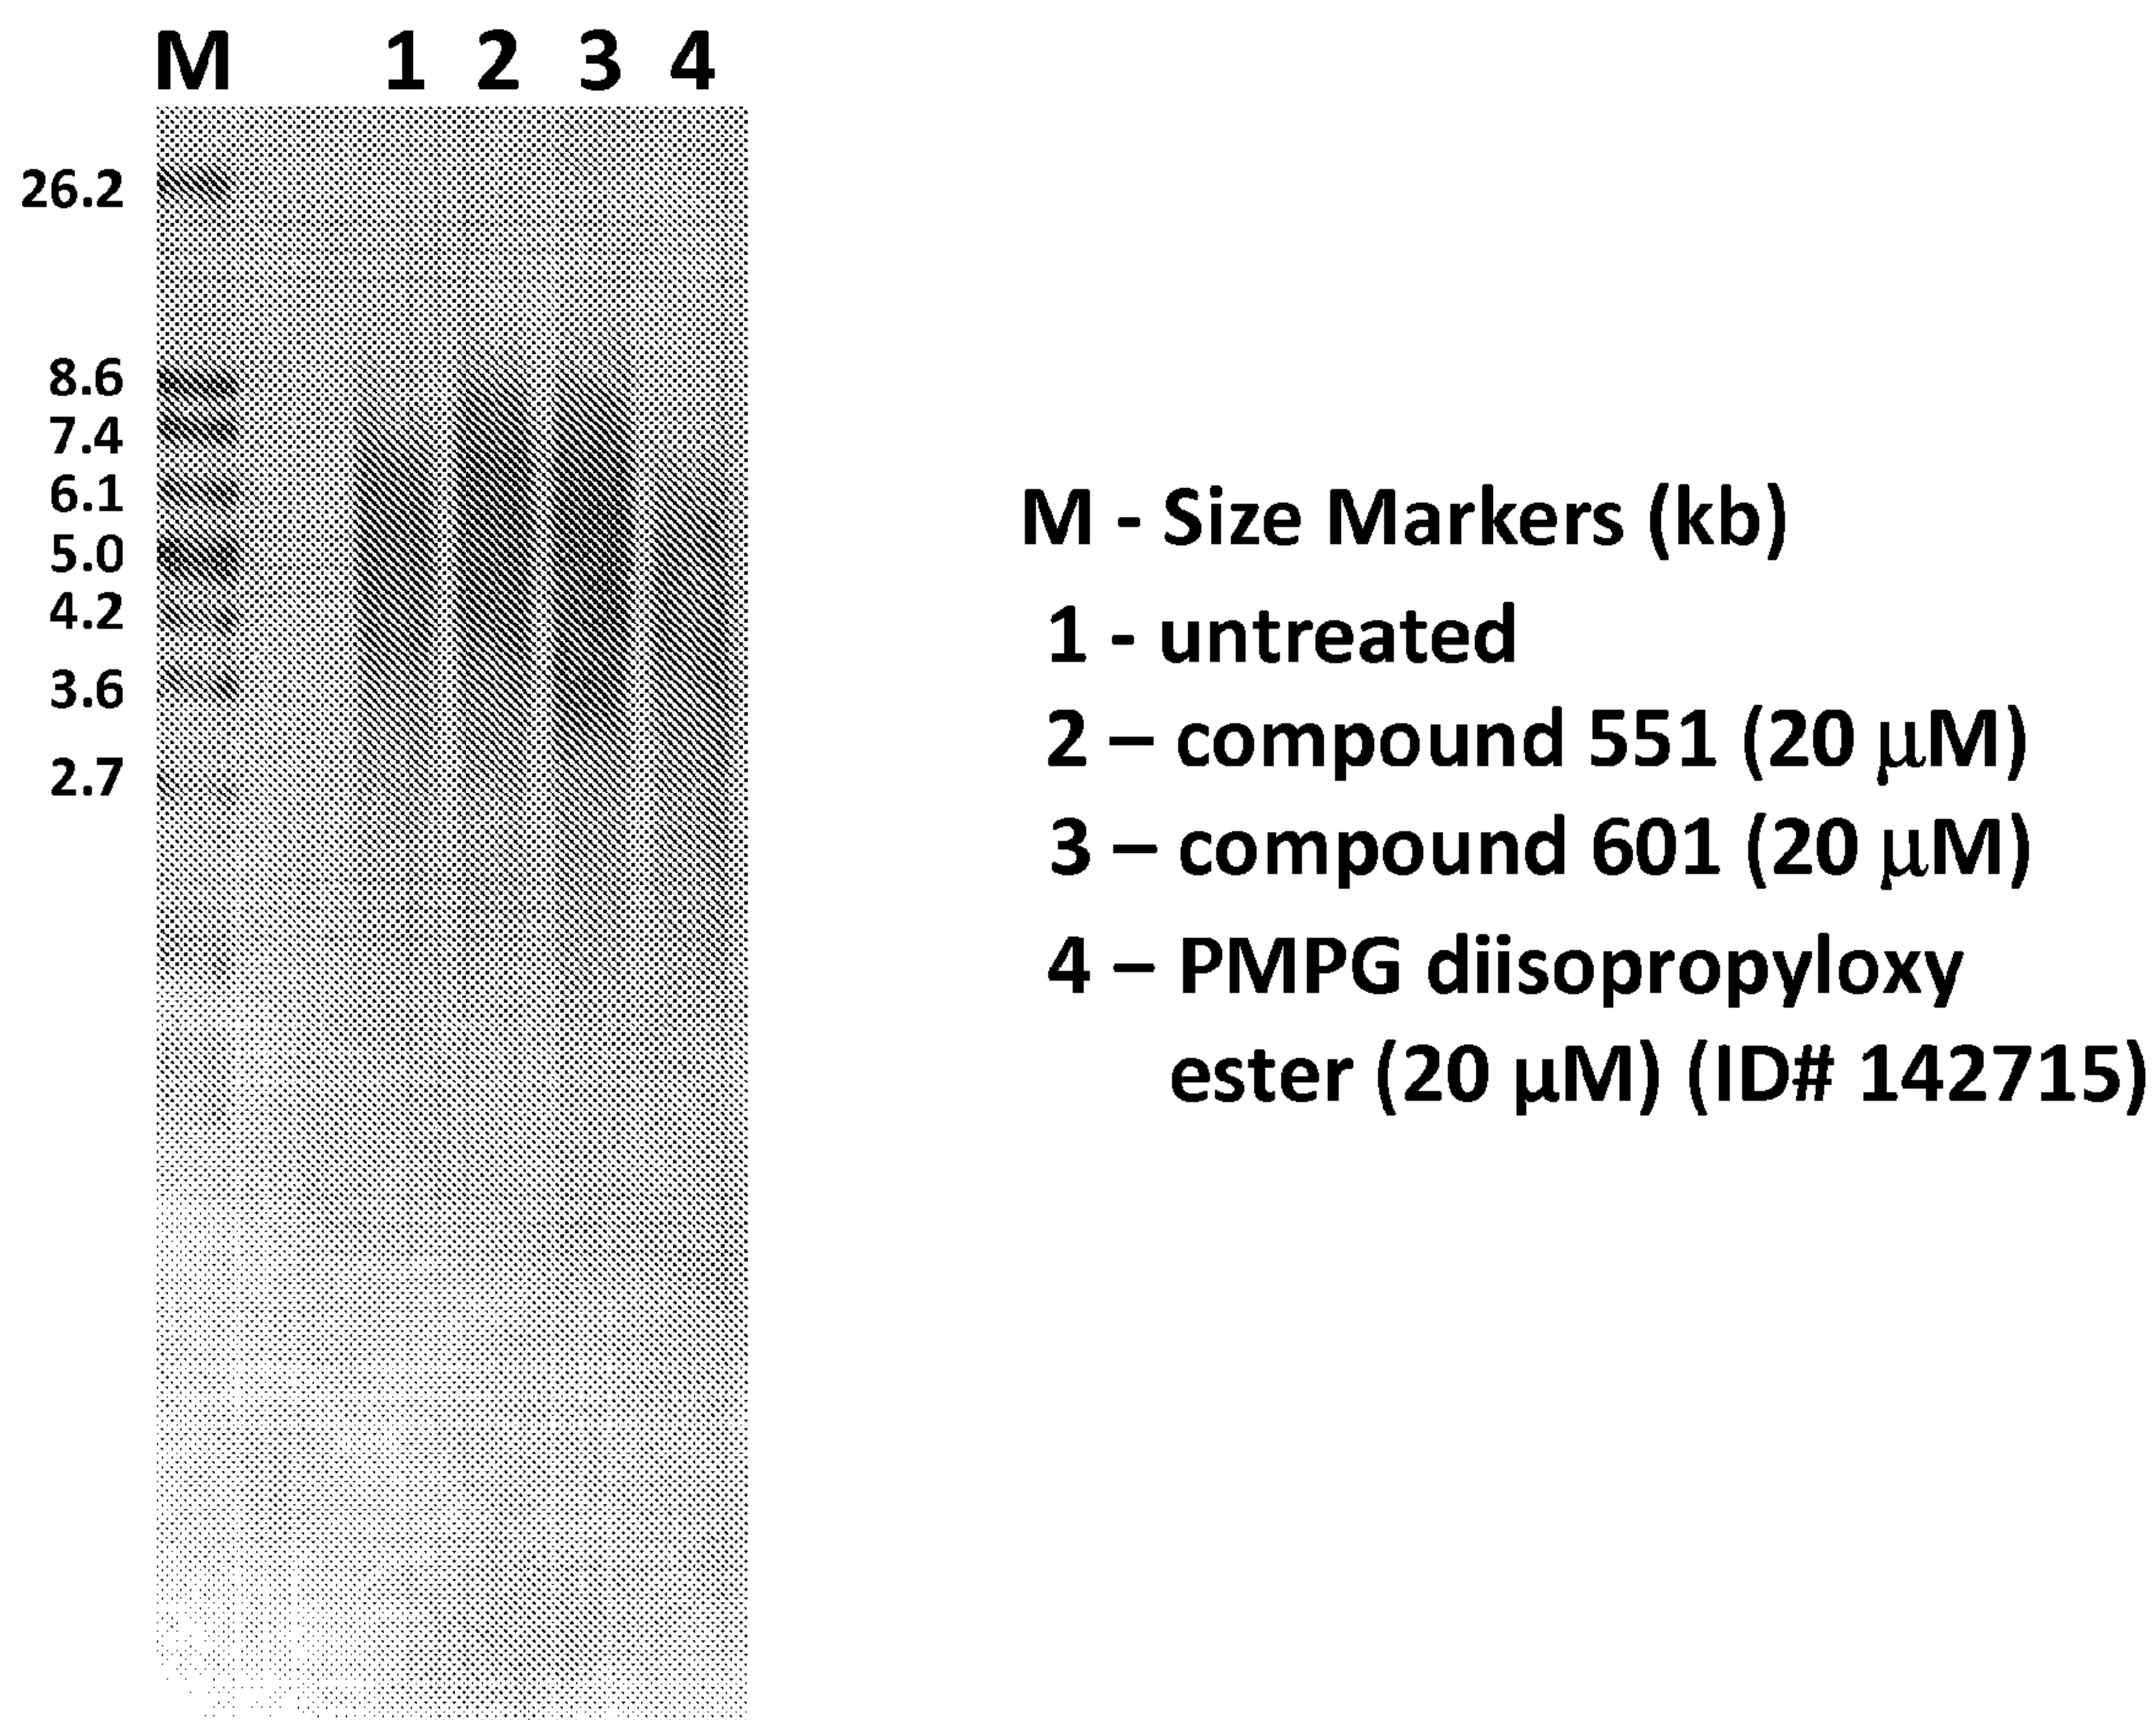 M 1 2 3 4
26.2
8.6
7.4
6.1
5.0
4.2
3.6
2.7
M - Size Markers (kb)
1 - untreated
2 – compound 551 (20 μM)
3 – compound 601 (20 μM)
4 – PMPG diisopropyloxy
ester (20 μM) (ID# 142715)